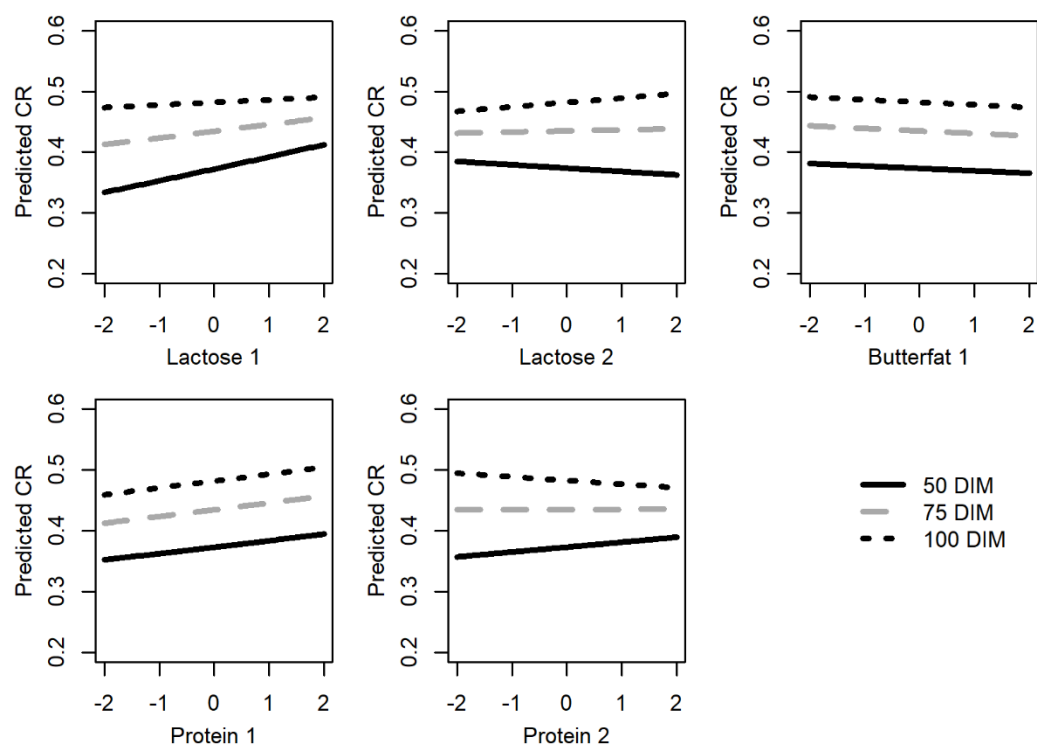 Predicted CR
0.6
0.5
0.4
0.3
0.2
-2 -1 0 1 2
Lactose 1
Predicted CR
0.6
0.5
0.4
0.3
0.2
-2 -1 0 1 2
Lactose 2
Predicted CR
0.6
0.5
0.4
0.3
0.2
-2 -1 0 1 2
Butterfat 1
Predicted CR
0.6
0.5
0.4
0.3
0.2
-2 -1 0 1 2
Protein 1
Predicted CR
0.6
0.5
0.4
0.3
0.2
-2 -1 0 1 2
Protein 2
50 DIM
75 DIM
100 DIM